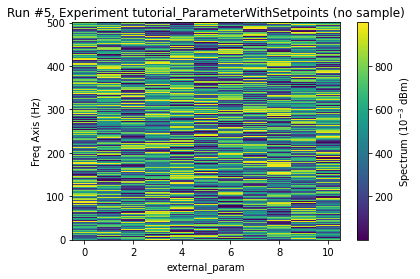 Run #5, Experiment tutorial_ParameterWithSetpoints (no sample)
500
400
300
200
100
0
Freq Axis (Hz)
0 2 4 6 8 10
external_param
800
600
400
200
Spectrum (10⁻³ dBm)